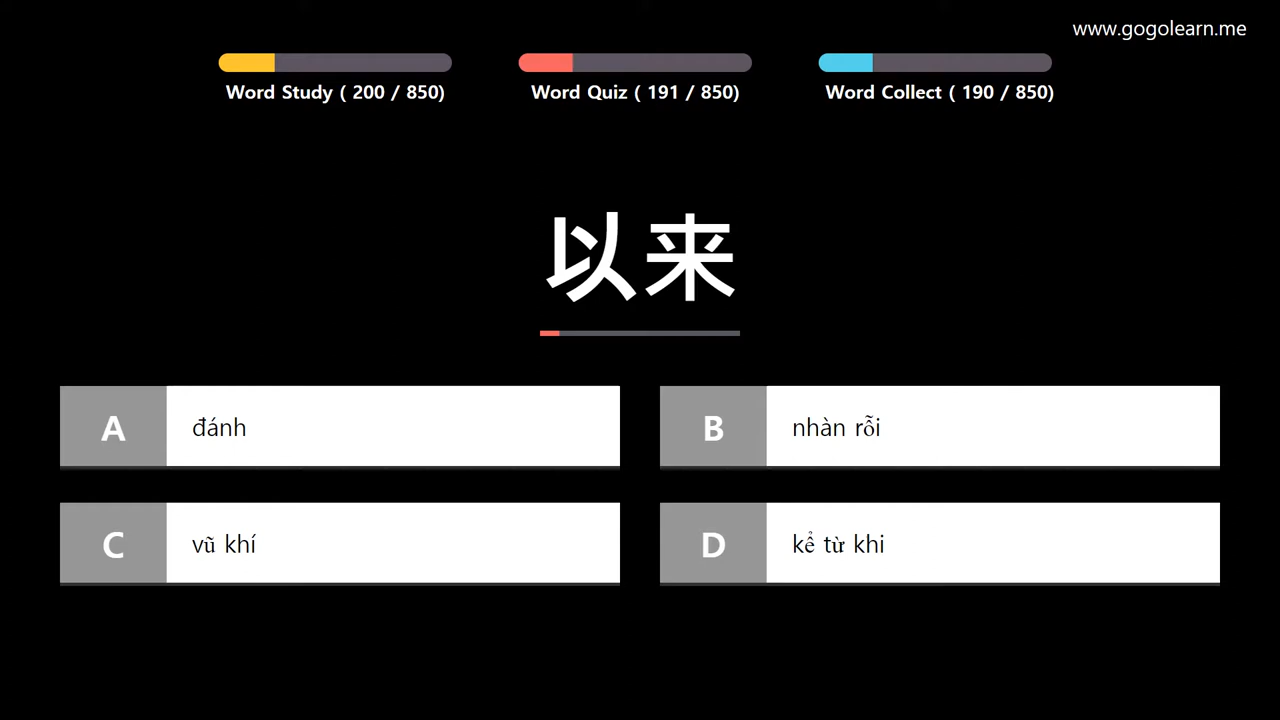 www.gogolearn.me
Word Study ( 200 / 850)
Word Quiz ( 191 / 850)
Word Collect ( 190 / 850)
以来
A đánh
B nhàn rỗi
C vũ khí
D kể từ khi